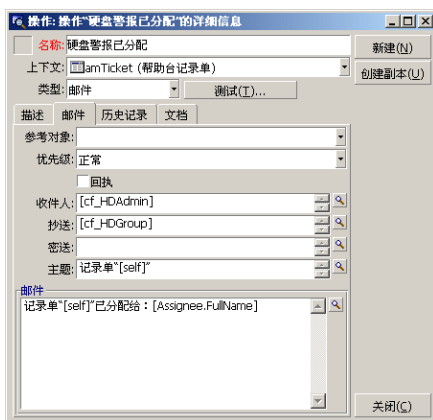 操作: 操作“硬盘警报已分配”的详细信息
名称: 硬盘警报已分配
新建(N)
上下文: amTicket (帮助台记录单)
创建副本(U)
类型: 邮件
测试(T)...
描述 邮件 历史记录 文档
参考对象:
优先级: 正常
回执
收件人: [cf_HDAdmin]
抄送: [cf_HDGroup]
密送:
主题: 记录单“[self]”
邮件
记录单“[self]”已分配给：[Assignee.FullName]
关闭(C)